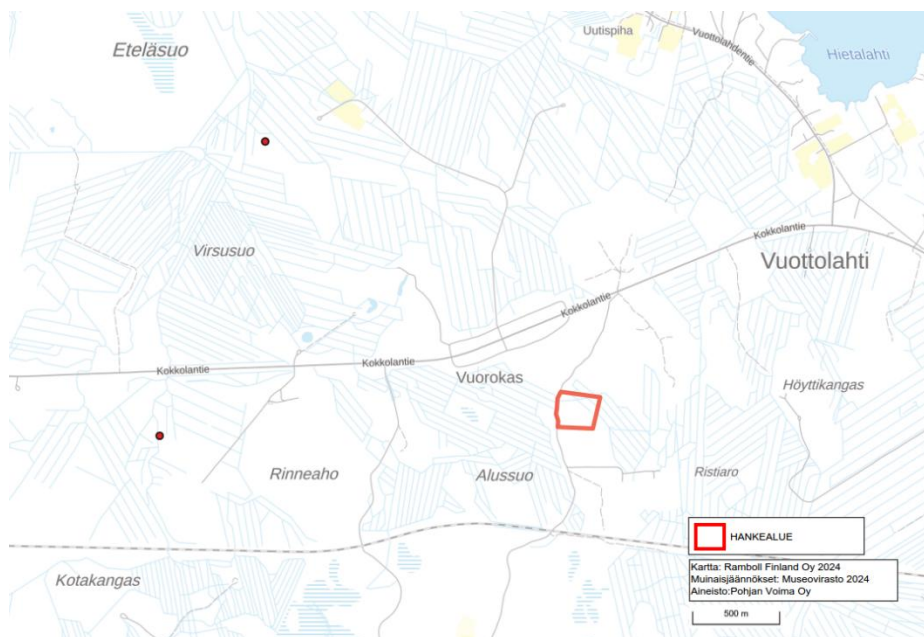 Uutispiha
Vuottolahdentie
Eteläsuo
Hietalahti
Virsusuo
Kokkolantie
Vuottolahti
Kokkolantie
Kokkolantie
Kokkolantie
Vuorokas
Höyttikangas
Rinneaho
Alussuo
Ristiaro
HANKEALUE
Kartta: Ramboll Finland Oy 2024
Muinaisjäännökset: Museovirasto 2024
Aineisto:Pohjan Voima Oy
Kotakangas
500 m